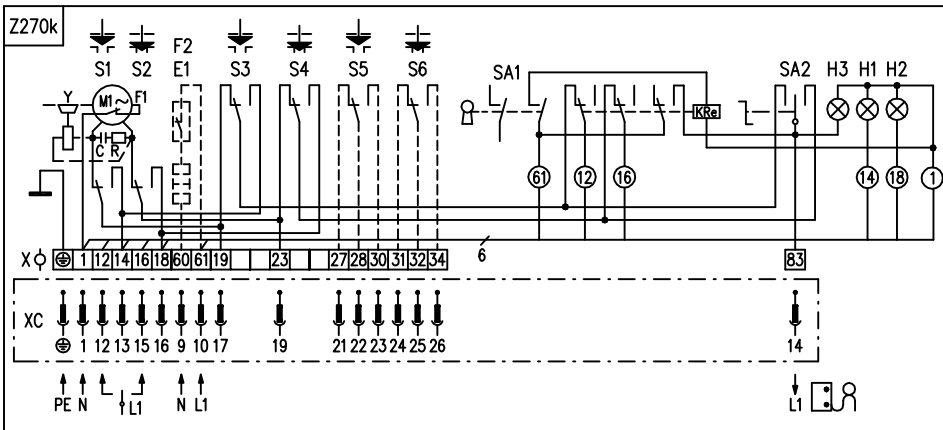 Z270k
S1 S2 F2 S3 S4 S5 S6 SA1 SA2 H3 H1 H2
E1
Y M1~ F1 KRe
C R
61 12 16 14 18 1
6
X 1 12 14 16 18 60 61 19 23 27 28 30 31 32 34 83
XC
1 12 13 15 16 9 10 17 19 21 22 23 24 25 26 14
PE N L1 N L1 L1